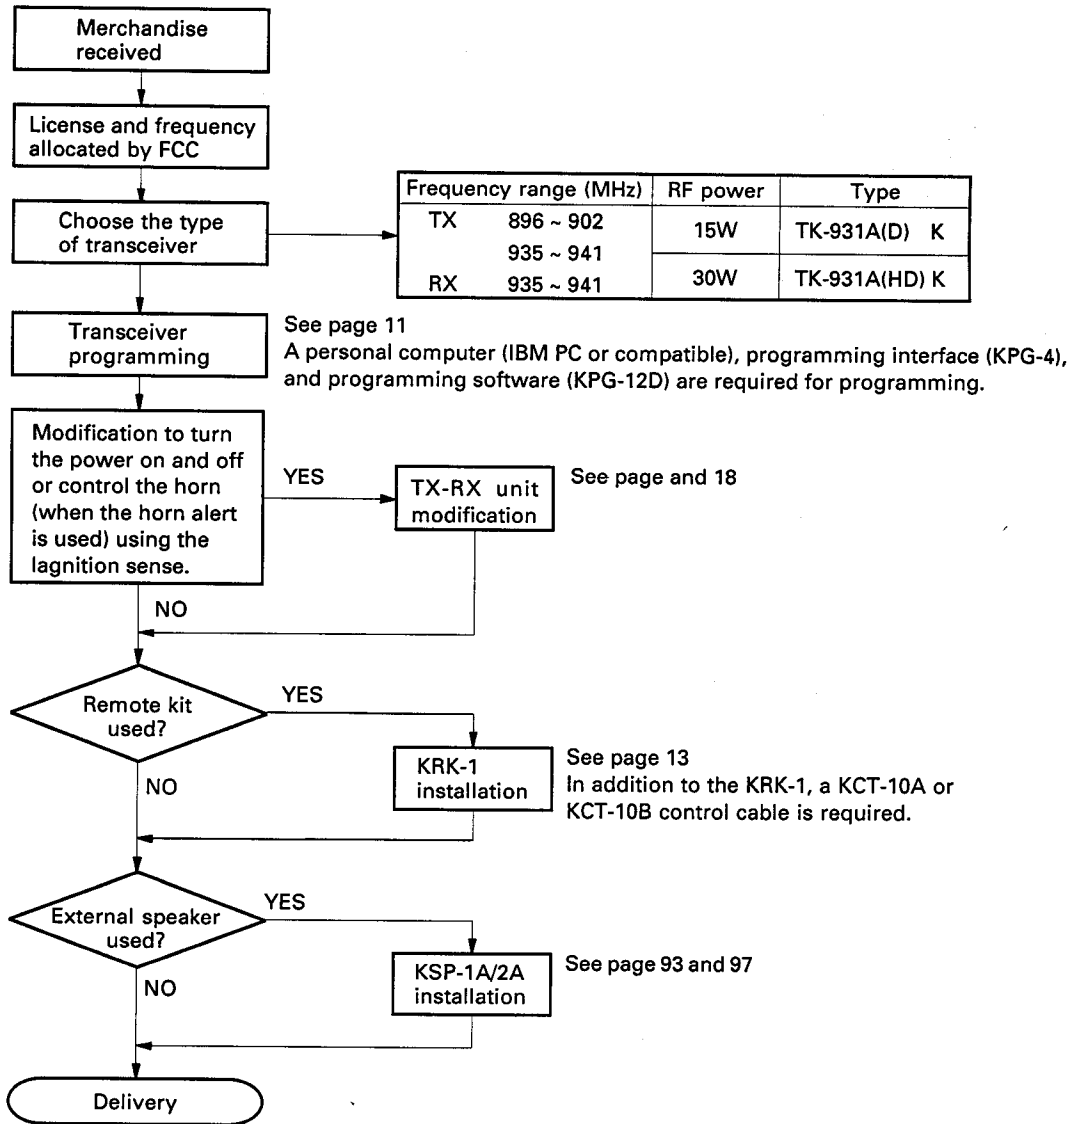 Merchandise
received
License and frequency
allocated by FCC
Choose the type
of transceiver
Frequency range (MHz) RF power Type
TX 896 ~ 902
15W TK-931A(D) K
935 ~ 941
RX 935 ~ 941
30W TK-931A(HD) K
Transceiver
programming
See page 11
A personal computer (IBM PC or compatible), programming interface (KPG-4),
and programming software (KPG-12D) are required for programming.
Modification to turn
the power on and off
or control the horn
(when the horn alert
is used) using the
lagnition sense.
YES
TX-RX unit
modification
See page and 18
NO
Remote kit
used?
YES
KRK-1
installation
See page 13
In addition to the KRK-1, a KCT-10A or
KCT-10B control cable is required.
NO
External speaker
used?
YES
KSP-1A/2A
installation
See page 93 and 97
NO
Delivery